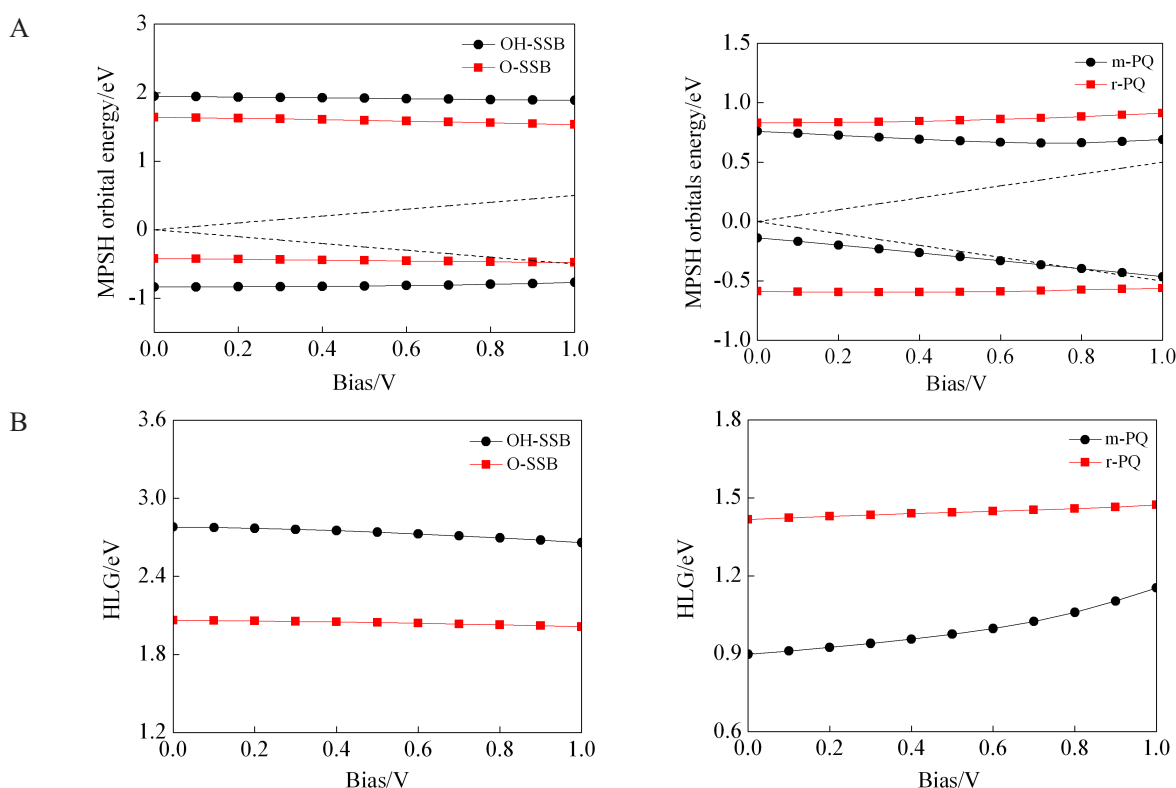 A
MPSH orbital energy/eV
3
2
1
0
-1
OH-SSB
O-SSB
0.0 0.2 0.4 0.6 0.8 1.0
Bias/V
MPSH orbitals energy/eV
1.5
1.0
0.5
0.0
-0.5
-1.0
m-PQ
r-PQ
0.0 0.2 0.4 0.6 0.8 1.0
Bias/V
B
HLG/eV
3.6
3.0
2.4
1.8
1.2
OH-SSB
O-SSB
0.0 0.2 0.4 0.6 0.8 1.0
Bias/V
HLG/eV
1.8
1.5
1.2
0.9
0.6
m-PQ
r-PQ
0.0 0.2 0.4 0.6 0.8 1.0
Bias/V